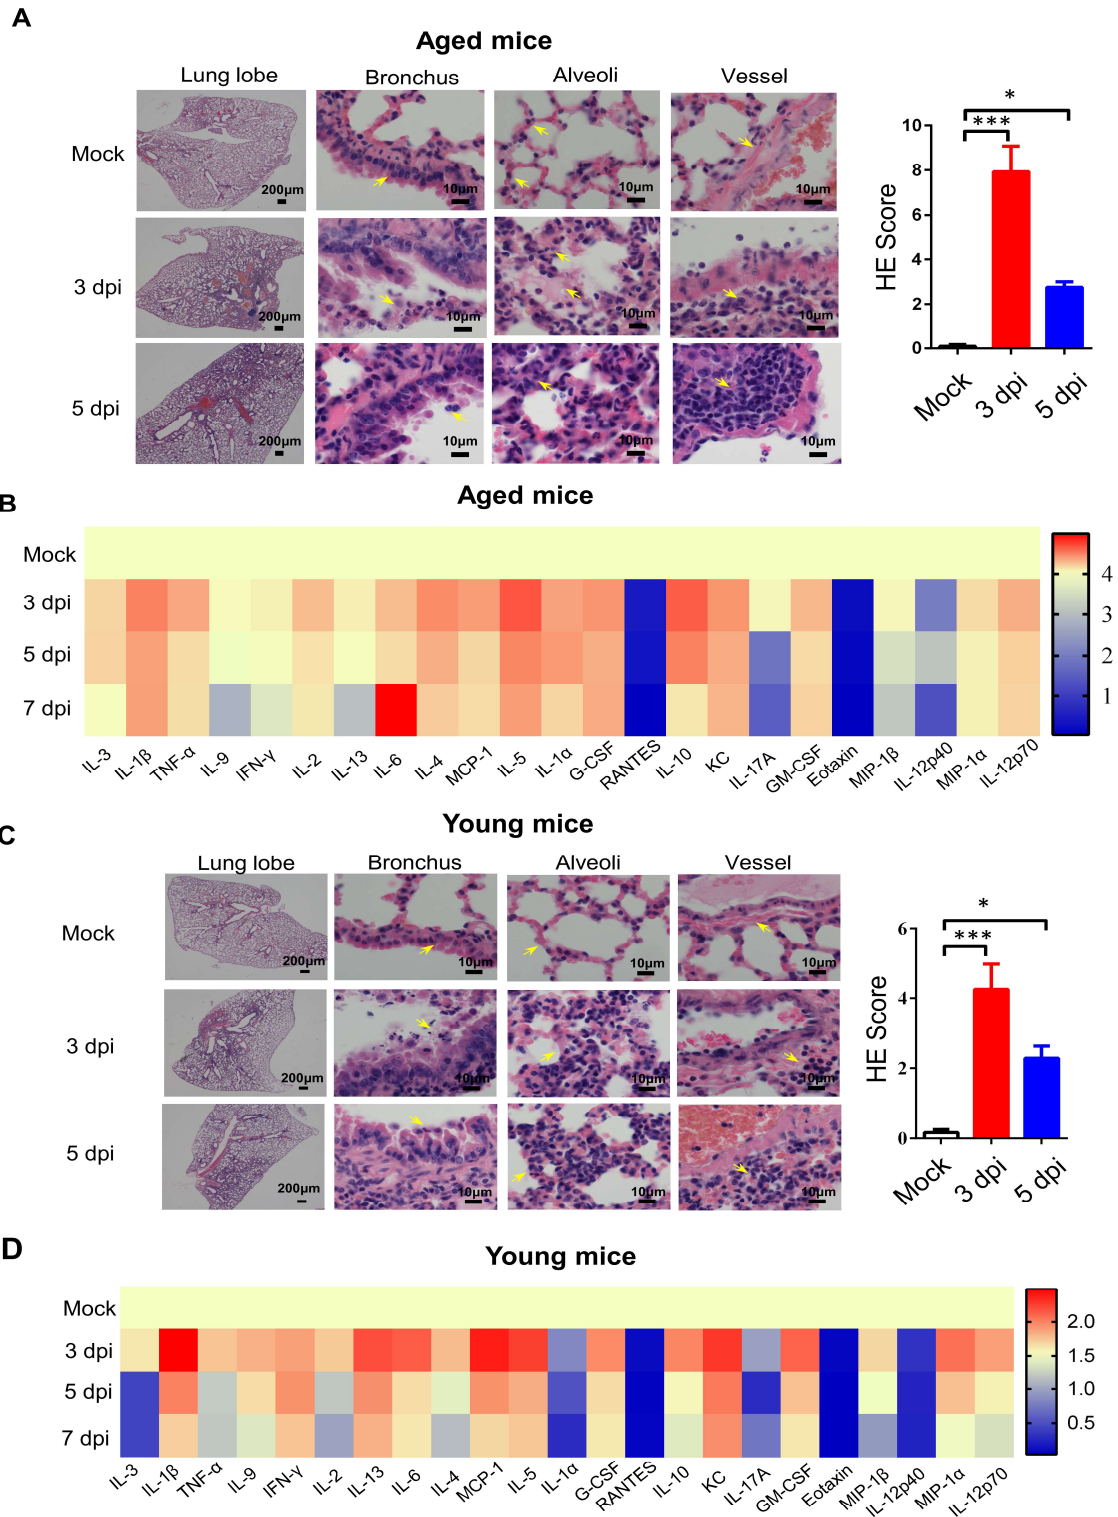 A
Aged mice
Lung lobe Bronchus Alveoli Vessel
Mock
200μm 10μm 10μm 10μm
3 dpi
200μm 10μm 10μm 10μm
5 dpi
200μm 10μm 10μm 10μm
*
***
10
8
6
4
2
0
HE Score
Mock 3 dpi 5 dpi
B
Aged mice
Mock
3 dpi
5 dpi
7 dpi
4
3
2
1
IL-3 IL-1β TNF-α IL-9 IFN-γ IL-2 IL-13 IL-6 IL-4 MCP-1 IL-5 IL-1α G-CSF RANTES IL-10 KC IL-17A GM-CSF Eotaxin MIP-1β IL-12p40 MIP-1α IL-12p70
C
Young mice
Lung lobe Bronchus Alveoli Vessel
Mock
200μm 10μm 10μm 10μm
3 dpi
200μm 10μm 10μm 10μm
5 dpi
200μm 10μm 10μm 10μm
*
***
6
4
2
0
HE Score
Mock 3 dpi 5 dpi
D
Young mice
Mock
3 dpi
5 dpi
7 dpi
2.0
1.5
1.0
0.5
IL-3 IL-1β TNF-α IL-9 IFN-γ IL-2 IL-13 IL-6 IL-4 MCP-1 IL-5 IL-1α G-CSF RANTES IL-10 KC IL-17A GM-CSF Eotaxin MIP-1β IL-12p40 MIP-1α IL-12p70